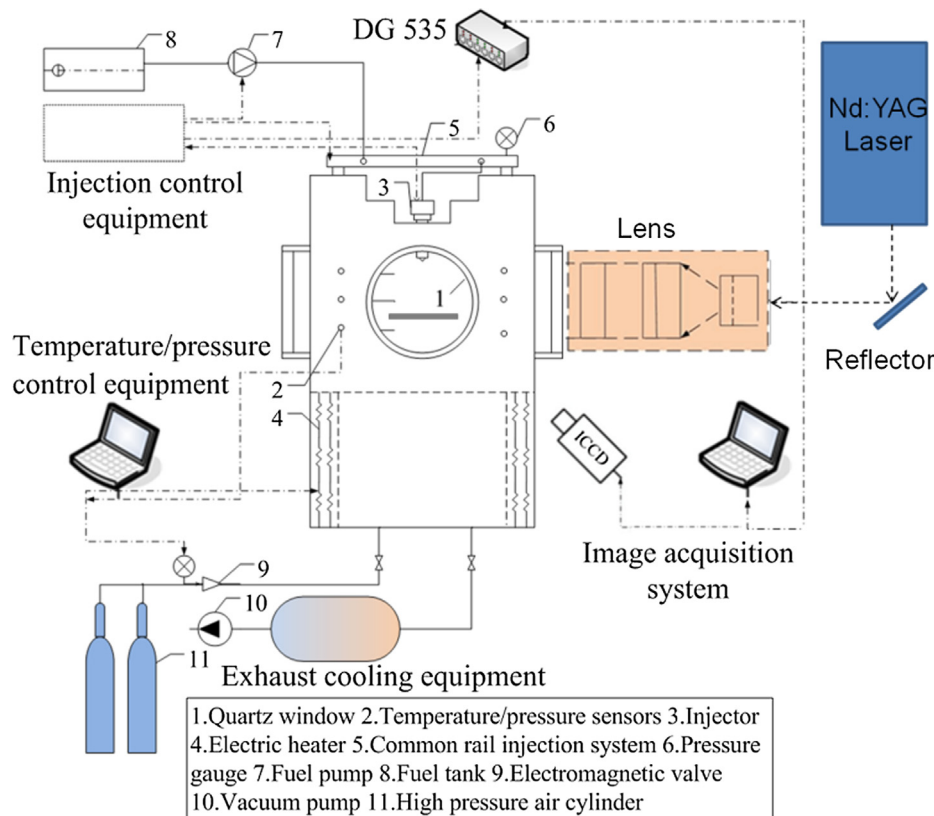 8
7
DG 535
Nd:YAG
Laser
5
6
Injection control
equipment
3
Lens
1
Temperature/pressure
control equipment
2
Reflector
4
ICCD
Image acquisition
system
9
10
11
Exhaust cooling equipment
1.Quartz window 2.Temperature/pressure sensors 3.Injector
4.Electric heater 5.Common rail injection system 6.Pressure
gauge 7.Fuel pump 8.Fuel tank 9.Electromagnetic valve
10.Vacuum pump 11.High pressure air cylinder